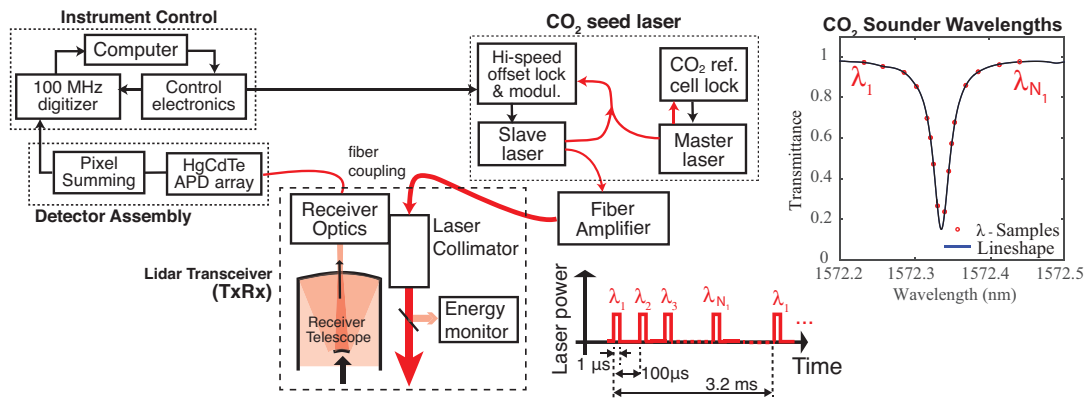 Instrument Control
Computer
100 MHz
digitizer
Control
electronics
Pixel
Summing
HgCdTe
APD array
Detector Assembly
CO2 seed laser
Hi-speed
offset lock
& modul.
CO2 ref.
cell lock
Slave
laser
Master
laser
fiber
coupling
Receiver
Optics
Laser
Collimator
Fiber
Amplifier
Lidar Transceiver
(TxRx)
Receiver
Telescope
Energy
monitor
Laser power
λ1 λ2 λ3 λN1 λ1 ...
Time
1 µs
100µs
3.2 ms
CO2 Sounder Wavelengths
Transmittance
1
0.8
0.6
0.4
0.2
0
λ1
λN1
λ - Samples
Lineshape
1572.2 1572.3 1572.4 1572.5
Wavelength (nm)